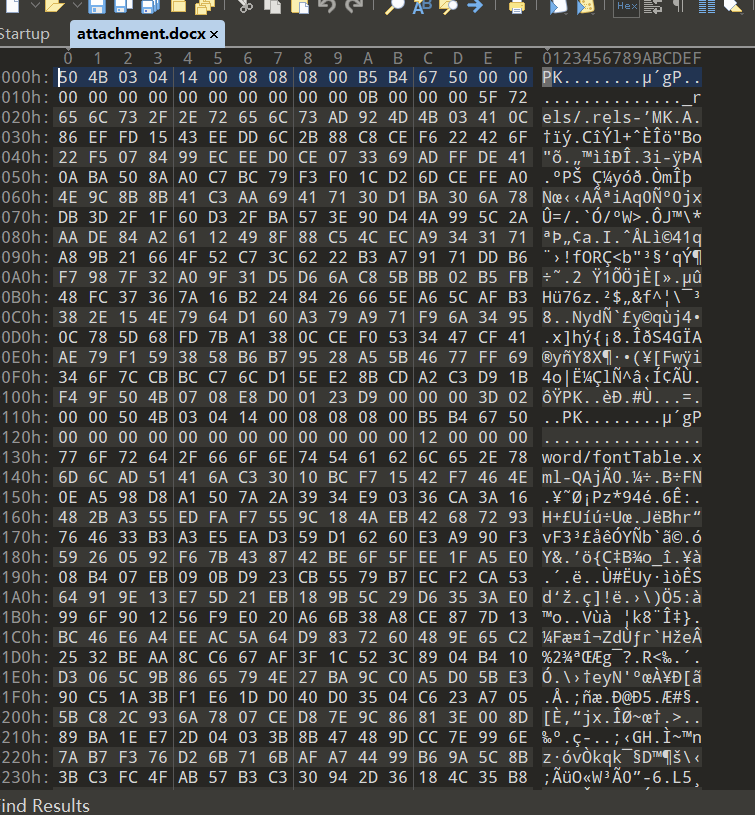 Startup attachment.docx ×
0 1 2 3 4 5 6 7 8 9 A B C D E F 0123456789ABCDEF
000h: 50 4B 03 04 14 00 08 08 08 00 B5 B4 67 50 00 00 PK........µ´gP..
010h: 00 00 00 00 00 00 00 00 00 00 0B 00 00 00 5F 72 .............._r
020h: 65 6C 73 2F 2E 72 65 6C 73 AD 92 4D 4B 03 41 0C els/.rels-’MK.A.
030h: 86 EF FD 15 43 EE DD 6C 2B 88 C8 CE F6 22 42 6F †ïý.CîÝl+ˆÈÎö"Bo
040h: 22 F5 07 84 99 EC EE D0 CE 07 33 69 AD FF DE 41 "õ.„™ìîÐÎ.3i-ÿÞA
050h: 0A BA 50 8A A0 C7 BC 79 F3 F0 1C D2 6D CE FE A0 .ºPŠ Ç¼yóð.ÒmÎþ
060h: 4E 9C 8B 8B 41 C3 AA 69 41 71 30 D1 BA 30 6A 78 Nœ‹‹AÃªiAq0Ñº0jx
070h: DB 3D 2F 1F 60 D3 2F BA 57 3E 90 D4 4A 99 5C 2A Û=/.`Ó/ºW>.ÔJ™\*
080h: AA DE 84 A2 61 12 49 8F 88 C5 4C EC A9 34 31 71 ªÞ„¢a.I.ˆÅLì©41q
090h: A8 9B 21 66 4F 52 C7 3C 62 22 B3 A7 91 71 DD B6 ¨›!fORÇ<b"³§‘qÝ¶
0A0h: F7 98 7F 32 A0 9F 31 D5 D6 6A C8 5B BB 02 B5 FB ÷˜.2 Ÿ1ÕÖjÈ[».µû
0B0h: 48 FC 37 36 7A 16 B2 24 84 26 66 5E A6 5C AF B3 Hü76z.²$„&f^¦\¯³
0C0h: 38 2E 15 4E 79 64 D1 60 A3 79 A9 71 F9 6A 34 95 8..NydÑ`£y©qùj4•
0D0h: 0C 78 5D 68 FD 7B A1 38 0C CE F0 53 34 47 CF 41 .x]hý{¡8.ÎðS4GÏA
0E0h: AE 79 F1 59 38 58 B6 B7 95 28 A5 5B 46 77 FF 69 ®yñY8X¶·•(¥[Fwÿi
0F0h: 34 6F 7C CB BC C7 6C D1 5E E2 8B CD A2 C3 D9 1B 4o|Ë¼ÇlÑ^â‹Í¢ÃÙ.
100h: F4 9F 50 4B 07 08 E8 D0 01 23 D9 00 00 00 3D 02 ôŸPK..èÐ.#Ù...=.
110h: 00 00 50 4B 03 04 14 00 08 08 08 00 B5 B4 67 50 ..PK........µ´gP
120h: 00 00 00 00 00 00 00 00 00 00 00 00 12 00 00 00 ................
130h: 77 6F 72 64 2F 66 6F 6E 74 54 61 62 6C 65 2E 78 word/fontTable.x
140h: 6D 6C AD 51 41 6A C3 30 10 BC F7 15 42 F7 46 4E ml-QAjÃ0.¼÷.B÷FN
150h: 0E A5 98 D8 A1 50 7A 2A 39 34 E9 03 36 CA 3A 16 .¥˜Ø¡Pz*94é.6Ê:.
160h: 48 2B A3 55 ED FA F7 55 9C 18 4A EB 42 68 72 93 H+£Uíú÷Uœ.JëBhr“
170h: 76 46 33 B3 A3 E5 EA D3 59 D1 62 60 E3 A9 90 F3 vF3³£åêÓYÑb`ã©.ó
180h: 59 26 05 92 F6 7B 43 87 42 BE 6F 5F EE 1F A5 E0 Y&.’ö{C‡B¾o_î.¥à
190h: 08 B4 07 EB 09 0B D9 23 CB 55 79 B7 EC F2 CA 53 .´.ë..Ù#ËUy·ìòÊS
1A0h: 64 91 9E 13 E7 5D 21 EB 18 9B 5C 29 D6 35 3A E0 d‘ž.ç]!ë.›\)Ö5:à
1B0h: 99 6F 90 12 56 F9 E0 20 A6 6B 38 A8 CE 87 7D 13 ™o..Vùà ¦k8¨Î‡}.
1C0h: BC 46 E6 A4 EE AC 5A 64 D9 83 72 60 48 9E 65 C2 ¼Fæ¤î¬ZdÙƒr`HžeÂ
1D0h: 25 32 BE AA 8C C6 67 AF 3F 1C 52 3C 89 04 B4 10 %2¾ªŒÆg¯?.R<‰.´.
1E0h: D3 06 5C 9B 86 65 79 4E 27 BA 9C C0 A5 D0 5B E3 Ó.\›†eyN'ºœÀ¥Ð[ã
1F0h: 90 C5 1A 3B F1 E6 1D D0 40 D0 35 04 C6 23 A7 05 .Å.;ñæ.Ð@Ð5.Æ#§.
200h: 5B C8 2C 93 6A 78 07 CE D8 7E 9C 86 81 3E 00 8D [È,“jx.ÎØ~œ†.>..
210h: 89 BA 1E E7 2D 04 03 3B 8B 47 48 9D CC 7E 99 6E ‰º.ç-..;‹GH.Ì~™n
220h: 7A B7 F3 76 D2 6B 71 6B AF A7 44 99 B6 9A 5C 8B z·óvÒkqk¯§D™¶š\‹
230h: 3B C3 FC 4F AB 57 B3 C3 30 94 2D 36 18 4C 35 B8 ;ÃüO«W³Ã0”-6.L5¸
ind Results